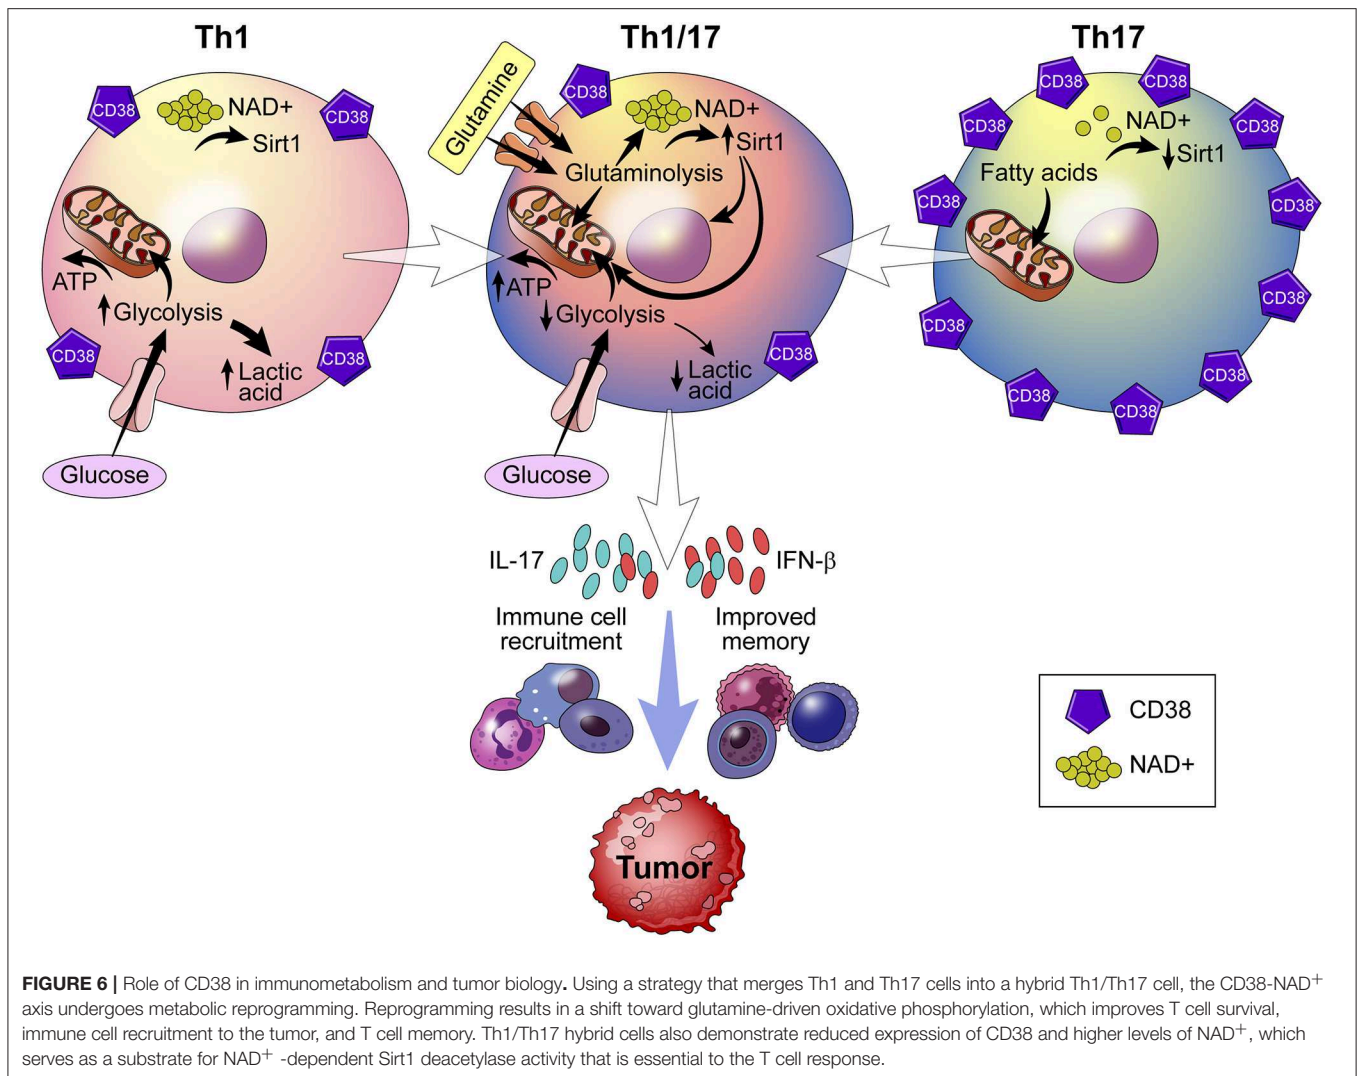 Th1
CD38
NAD+
Sirt1
CD38
ATP
Glycolysis
CD38
Lactic
acid
CD38
Glucose
Th1/17
Glutamine
CD38
NAD+
Sirt1
Glutaminolysis
ATP
Glycolysis
Lactic
acid
CD38
Glucose
Th17
CD38
CD38
CD38
NAD+
Sirt1
CD38
Fatty acids
CD38
CD38
CD38
CD38
CD38
CD38
CD38
IL-17
IFN-β
Immune cell
recruitment
Improved
memory
Tumor
CD38
NAD+
FIGURE 6 | Role of CD38 in immunometabolism and tumor biology. Using a strategy that merges Th1 and Th17 cells into a hybrid Th1/Th17 cell, the CD38-NAD+
axis undergoes metabolic reprogramming. Reprogramming results in a shift toward glutamine-driven oxidative phosphorylation, which improves T cell survival,
immune cell recruitment to the tumor, and T cell memory. Th1/Th17 hybrid cells also demonstrate reduced expression of CD38 and higher levels of NAD+, which
serves as a substrate for NAD+ -dependent Sirt1 deacetylase activity that is essential to the T cell response.